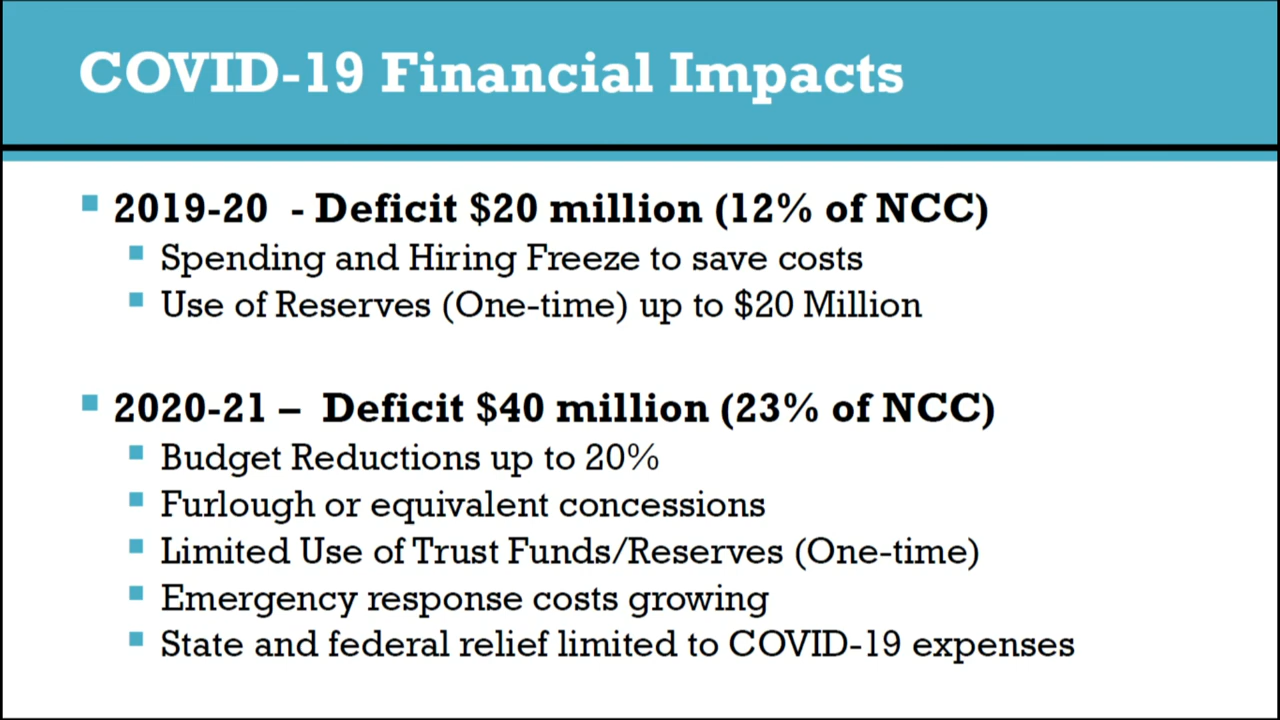 COVID-19 Financial Impacts
2019-20 - Deficit $20 million (12% of NCC)
Spending and Hiring Freeze to save costs
Use of Reserves (One-time) up to $20 Million
2020-21 – Deficit $40 million (23% of NCC)
Budget Reductions up to 20%
Furlough or equivalent concessions
Limited Use of Trust Funds/Reserves (One-time)
Emergency response costs growing
State and federal relief limited to COVID-19 expenses